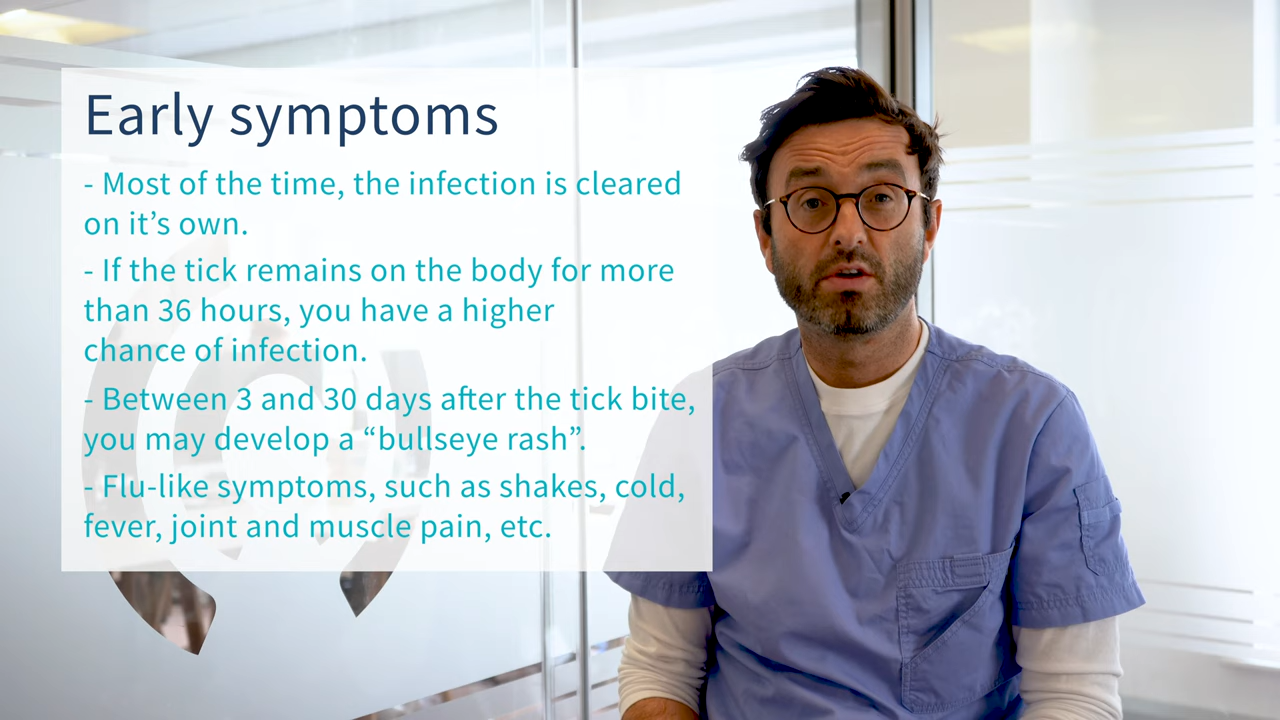 Early symptoms
- Most of the time, the infection is cleared
on it’s own.
- If the tick remains on the body for more
than 36 hours, you have a higher
chance of infection.
- Between 3 and 30 days after the tick bite,
you may develop a “bullseye rash”.
- Flu-like symptoms, such as shakes, cold,
fever, joint and muscle pain, etc.